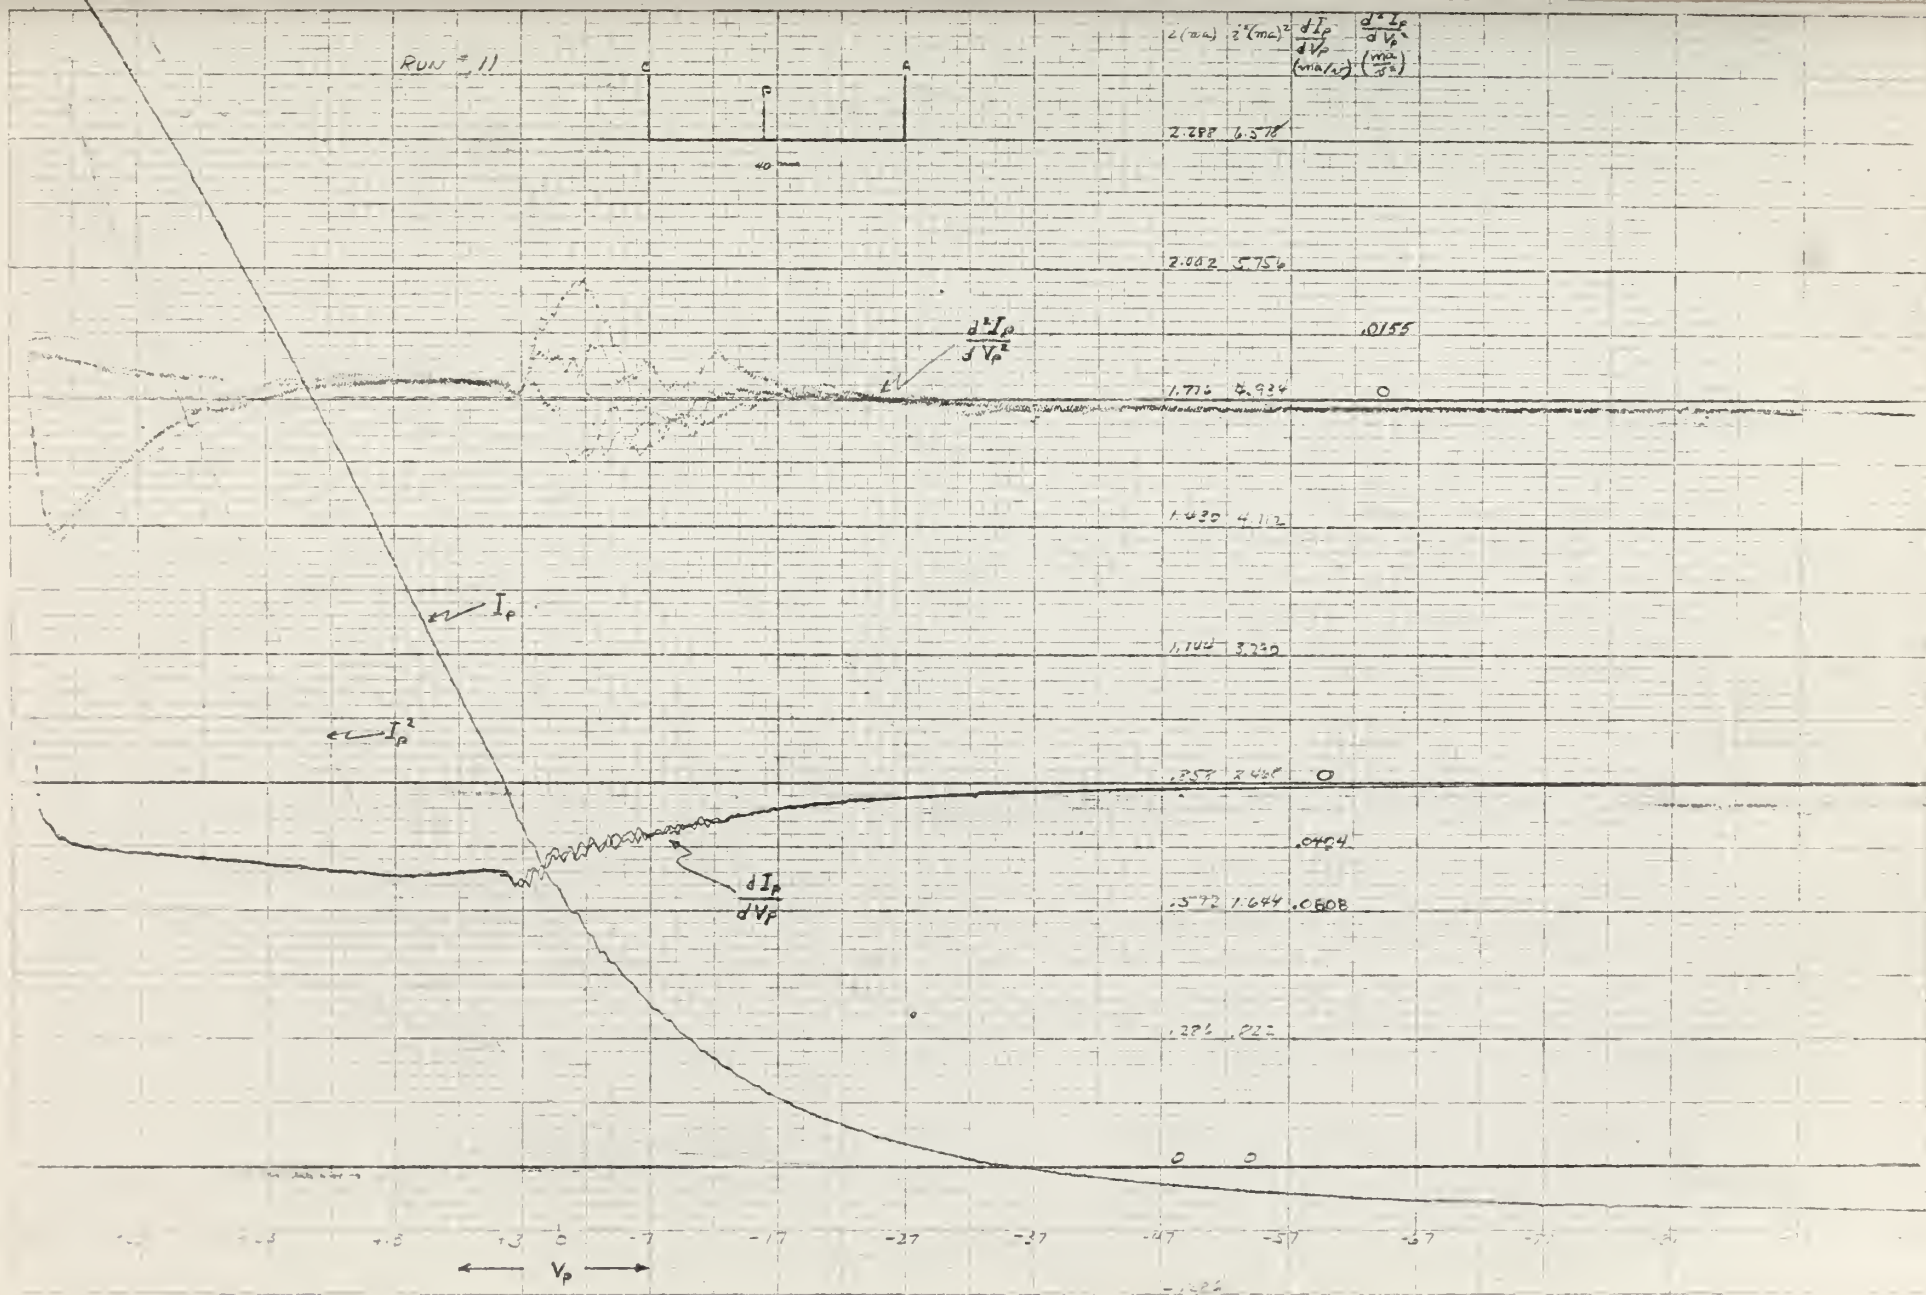 RUN # 11
C
A
P
40
i (ma) i² (ma)² dIp/dVp (ma/v) d²Ip/dVp² (ma/v²)
2.288 6.578
2.002 5.756
.0155
d²Ip/dVp²
1.716 4.934 0
1.430 4.112
Ip
1.144 3.290
Ip²
.858 2.468 0
.0404
dIp/dVp
.572 1.644 .0808
.286 .822
0 0
+3 0 -7 -17 -27 -37 -47 -57 -67
Vp